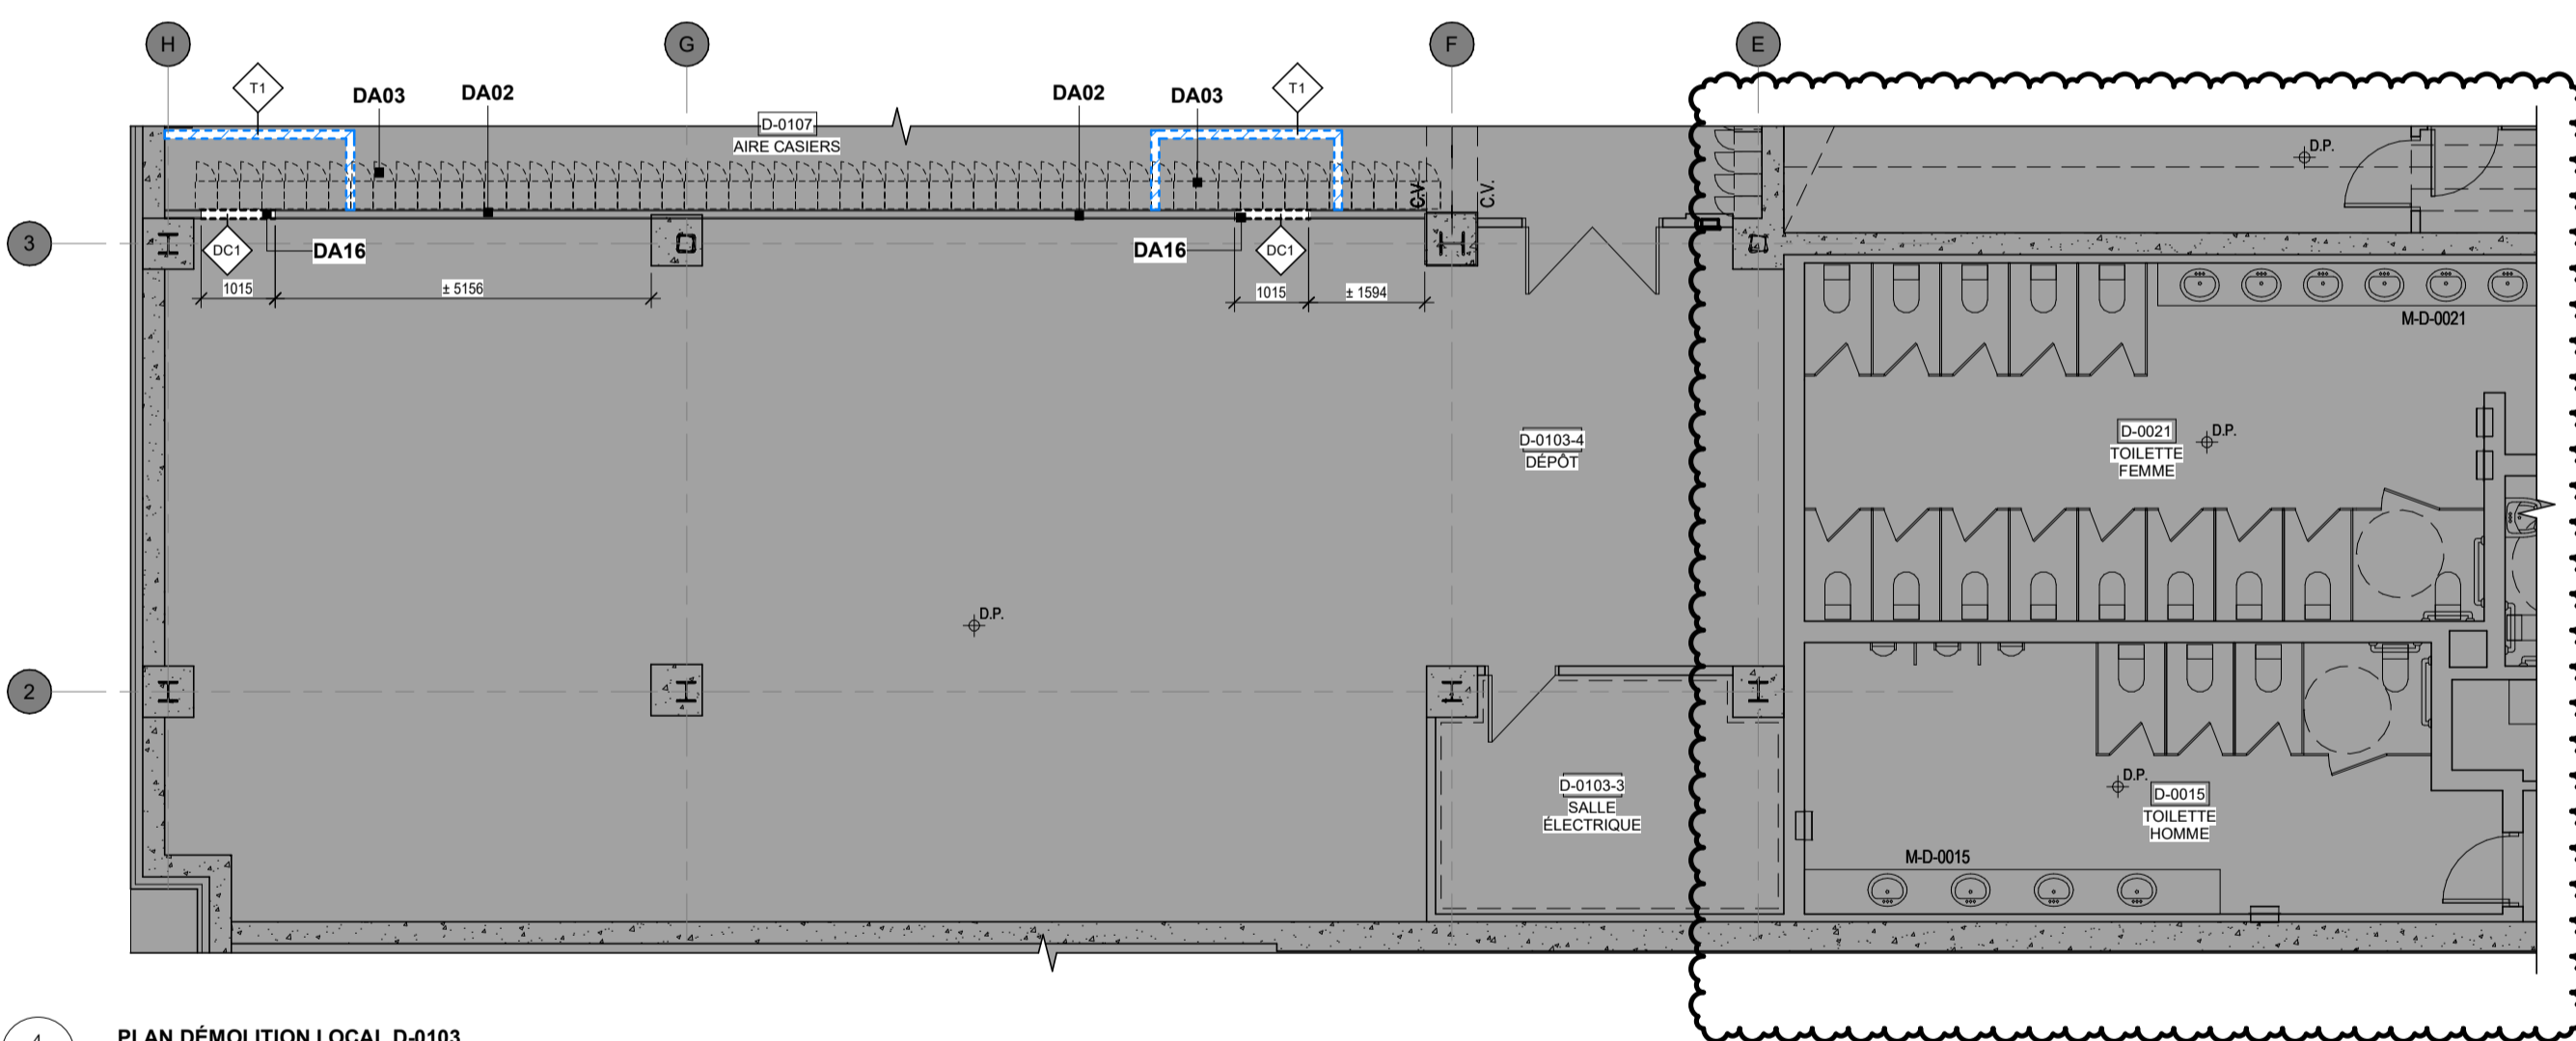 H
G
F
E
T1
DA03
DA02
D-0107
AIRE CASIERS
DA02
DA03
T1
D.P.
C.V.
C.V.
3
DC1
DA16
DA16
DC1
1015
± 5156
1015
± 1594
M-D-0021
D-0103-4
DÉPÔT
D-0021
D.P.
TOILETTE
FEMME
D.P.
2
D-0103-3
SALLE
ÉLECTRIQUE
D.P.
D-0015
TOILETTE
HOMME
M-D-0015
4
PLAN DÉMOLITION LOCAL D-0103